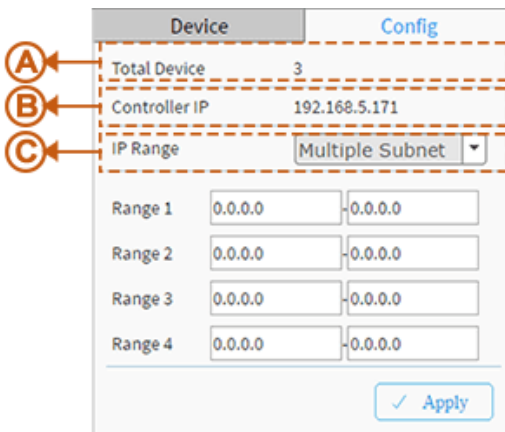 Device Config
A Total Device 3
B Controller IP 192.168.5.171
C IP Range Multiple Subnet
Range 1 0.0.0.0 -0.0.0.0
Range 2 0.0.0.0 -0.0.0.0
Range 3 0.0.0.0 -0.0.0.0
Range 4 0.0.0.0 -0.0.0.0
✓ Apply